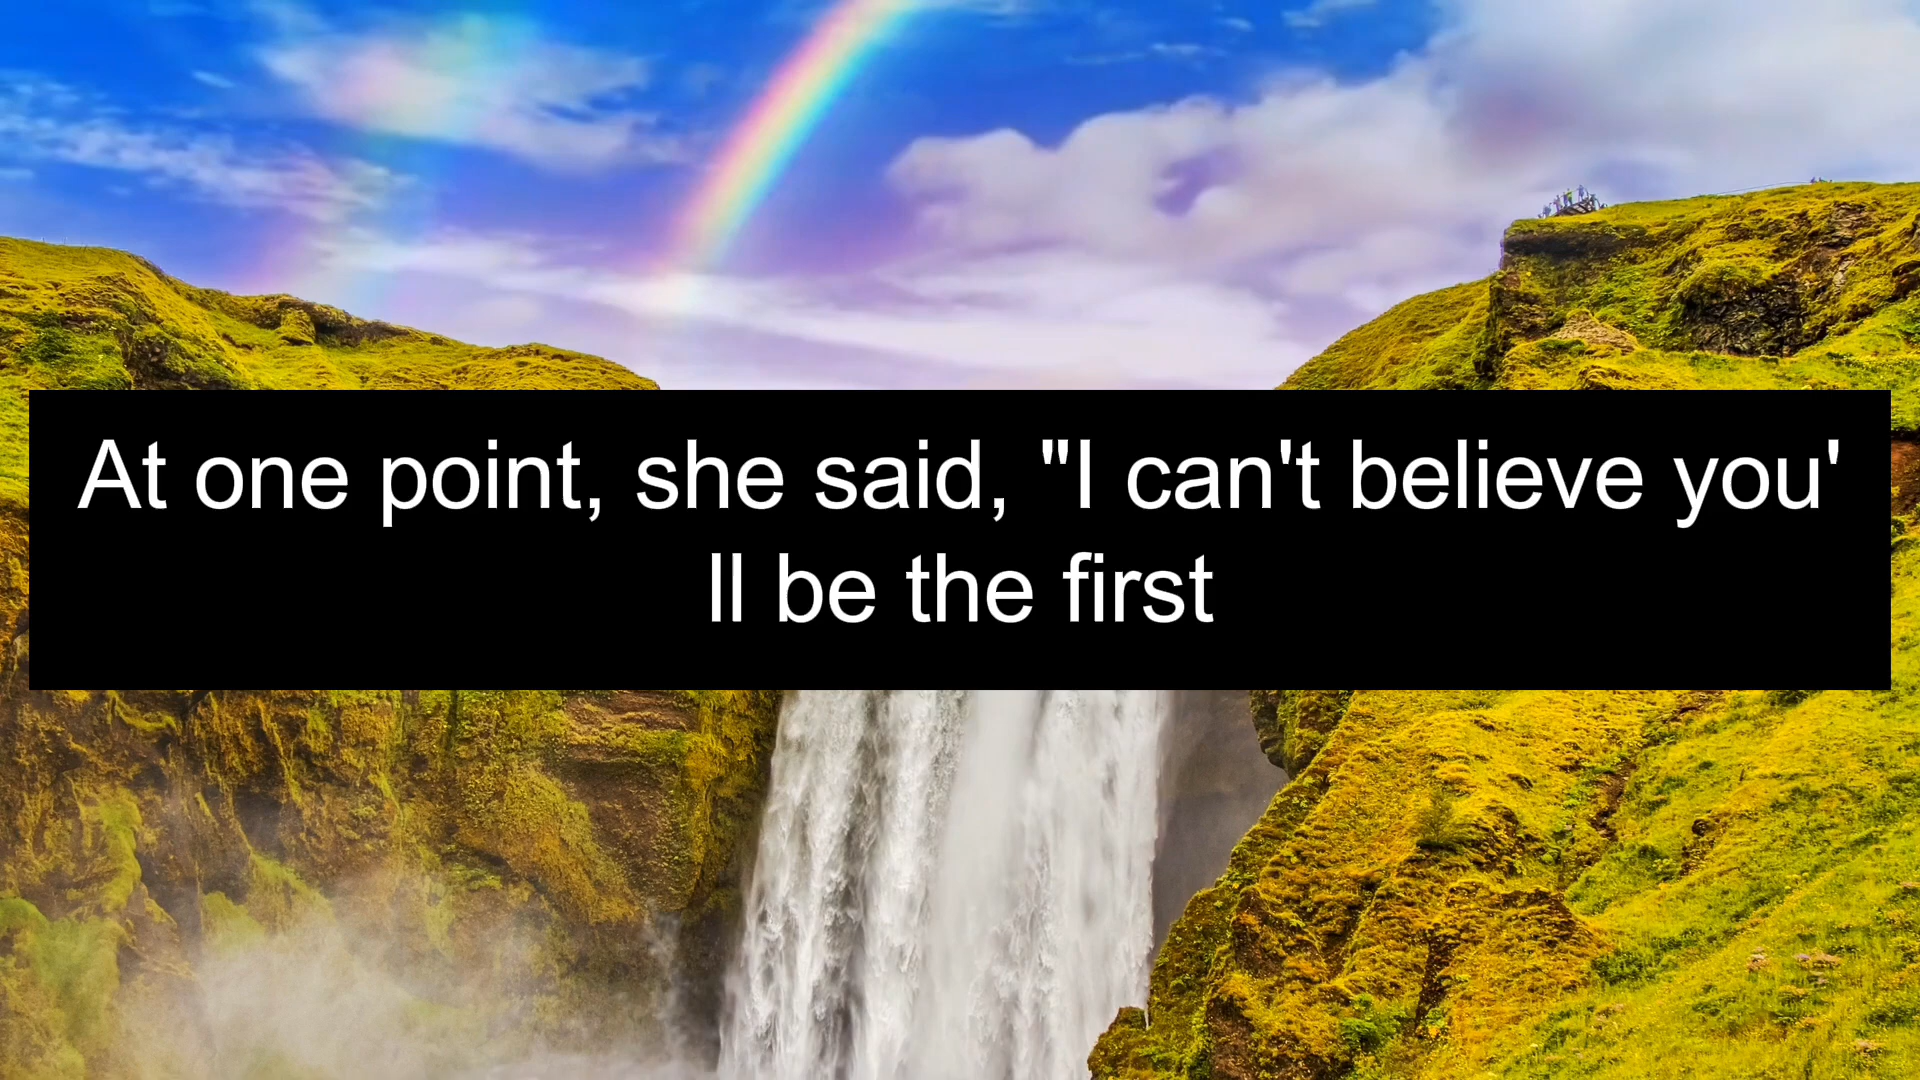 At one point, she said, "I can't believe you'
ll be the first